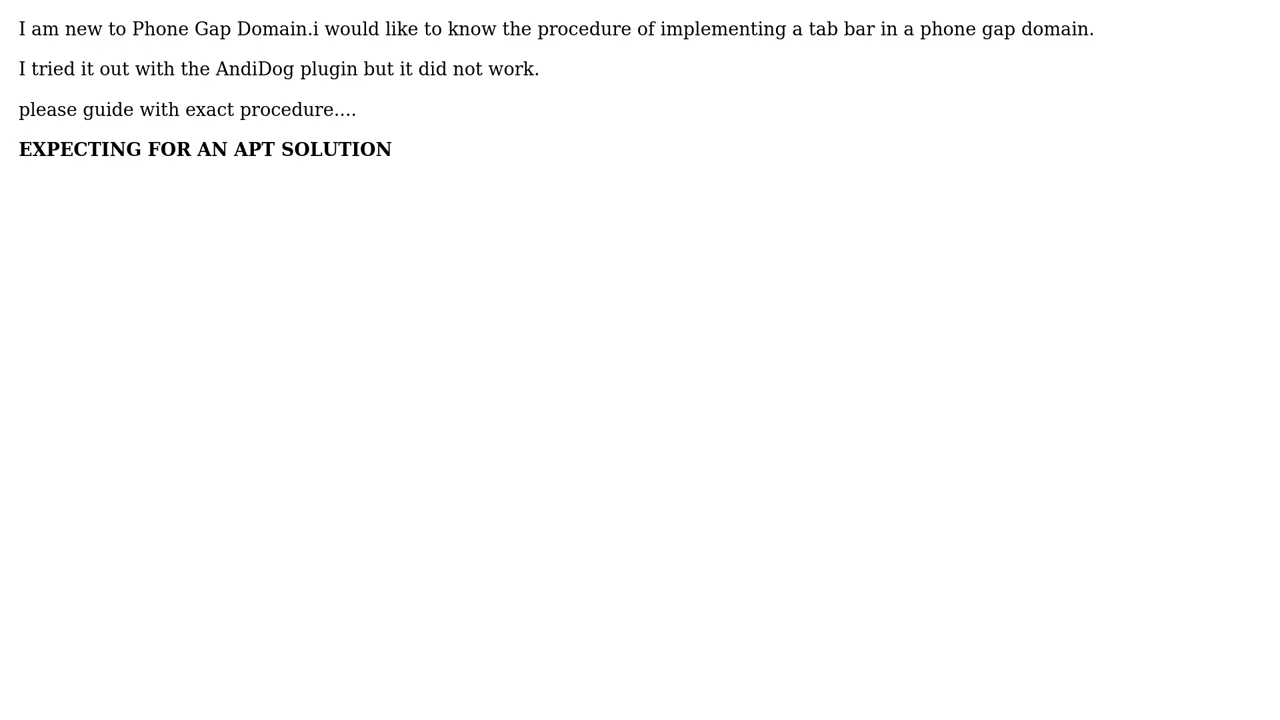 I am new to Phone Gap Domain.i would like to know the procedure of implementing a tab bar in a phone gap domain.
I tried it out with the AndiDog plugin but it did not work.
please guide with exact procedure....
EXPECTING FOR AN APT SOLUTION